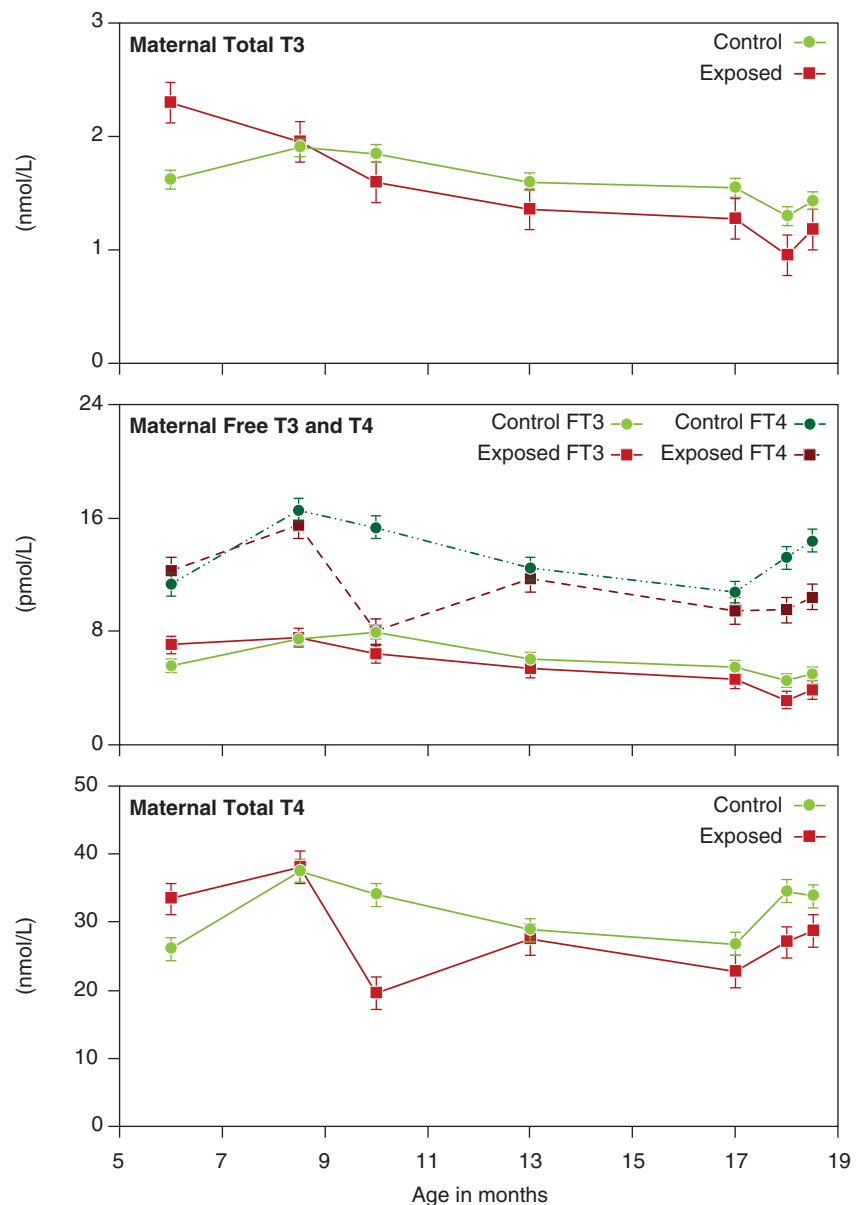 3
Maternal Total T3
Control
Exposed
2
(nmol/L)
1
0
24
Maternal Free T3 and T4
Control FT3
Control FT4
Exposed FT3
Exposed FT4
16
(pmol/L)
8
0
50
Maternal Total T4
Control
Exposed
40
30
(nmol/L)
20
10
0
5 7 9 11 13 15 17 19
Age in months